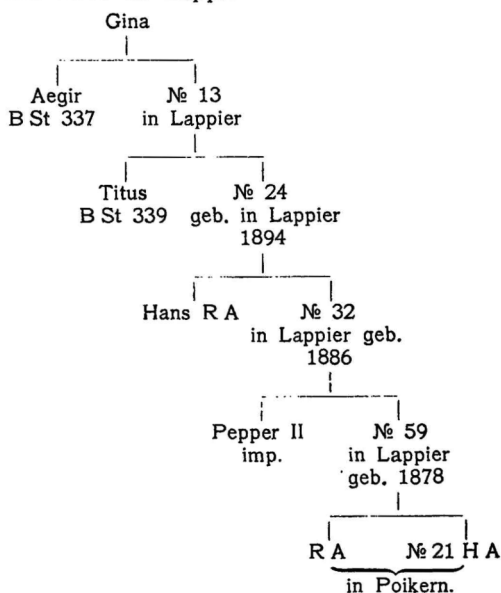 Gina
Aegir № 13
B St 337 in Lappier
Titus № 24
B St 339 geb. in Lappier
1894
Hans R A № 32
in Lappier geb.
1886
Pepper II № 59
imp. in Lappier
geb. 1878
R A № 21 H A
in Poikern.